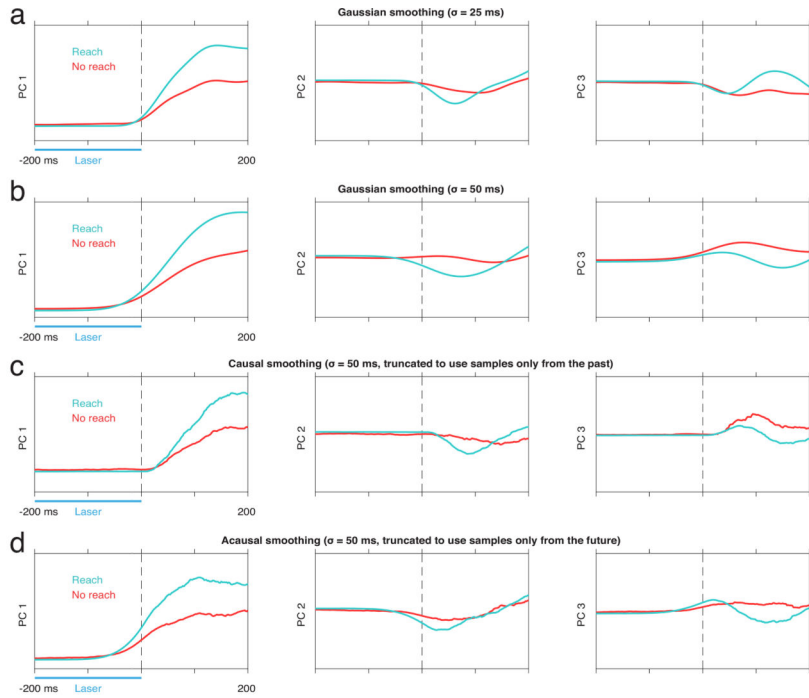 a
Gaussian smoothing (σ = 25 ms)
PC 1
Reach
No reach
PC 2
PC 3
-200 ms
Laser
200
b
Gaussian smoothing (σ = 50 ms)
PC 1
Reach
No reach
PC 2
PC 3
-200 ms
Laser
200
c
Causal smoothing (σ = 50 ms, truncated to use samples only from the past)
PC 1
Reach
No reach
PC 2
PC 3
-200 ms
Laser
200
d
Acausal smoothing (σ = 50 ms, truncated to use samples only from the future)
PC 1
Reach
No reach
PC 2
PC 3
-200 ms
Laser
200